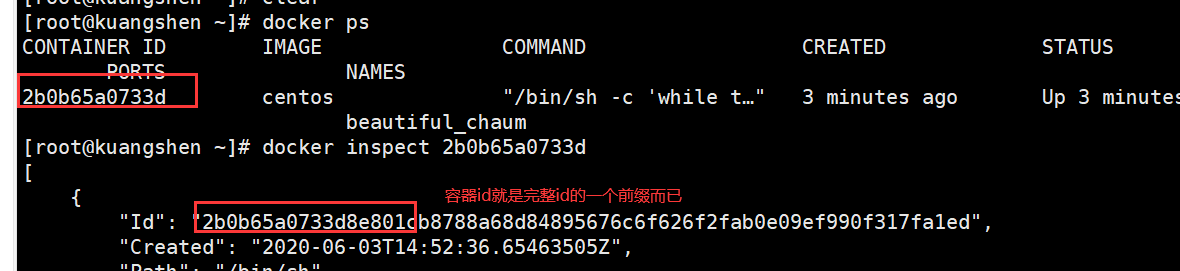 [root@kuangshen ~]# clear
[root@kuangshen ~]# docker ps
CONTAINER ID        IMAGE               COMMAND                  CREATED             STATUS
       PORTS               NAMES
2b0b65a0733d        centos              "/bin/sh -c 'while t…"   3 minutes ago       Up 3 minutes
                           beautiful_chaum
[root@kuangshen ~]# docker inspect 2b0b65a0733d
[
    {
容器id就是完整id的一个前缀而已
        "Id": "2b0b65a0733d8e801cb8788a68d84895676c6f626f2fab0e09ef990f317fa1ed",
        "Created": "2020-06-03T14:52:36.65463505Z",
        "Path": "/bin/sh"